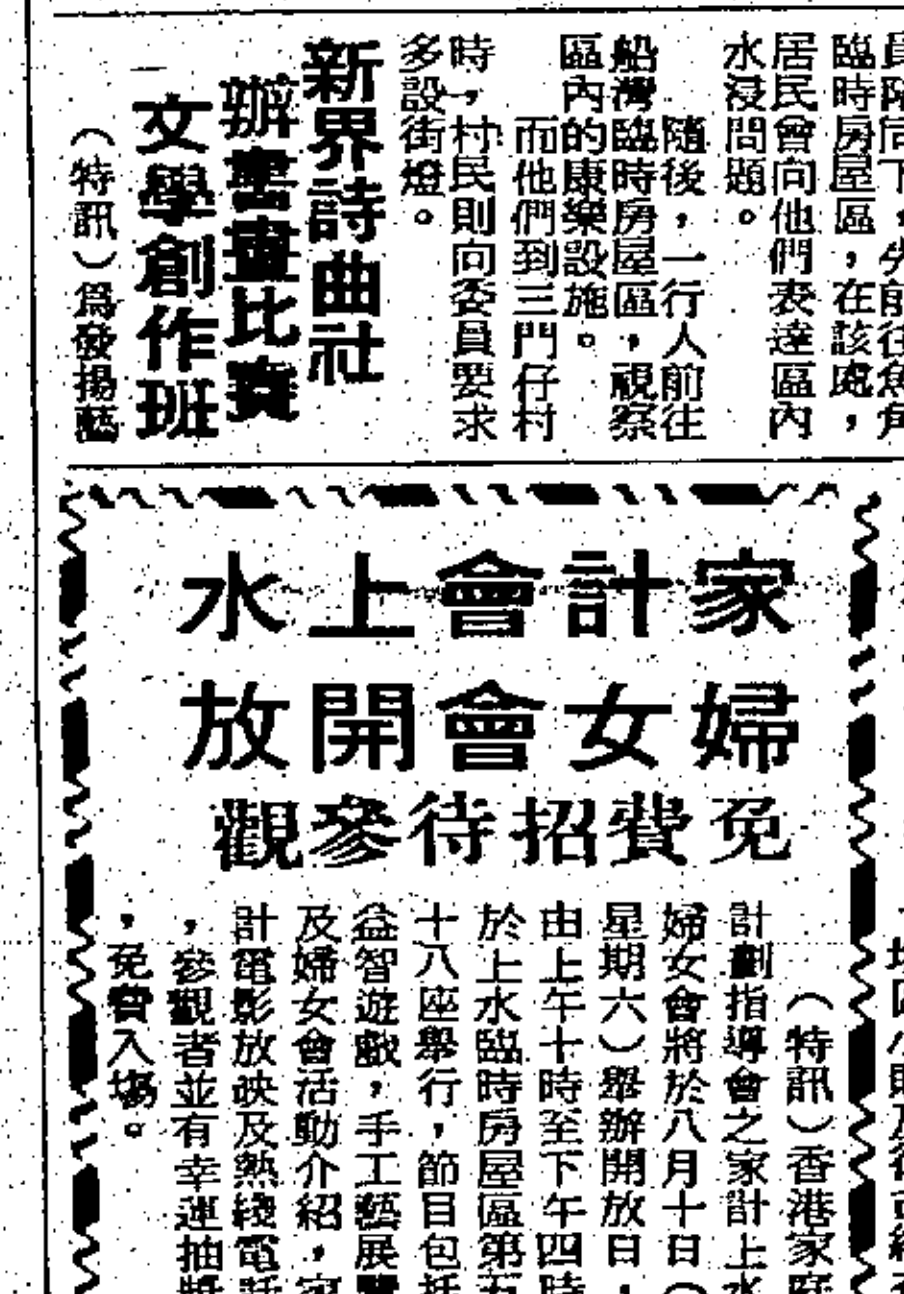 員陪同下，先前往魚角
臨時房屋區，在該處，
居民會向他們表達區內
水浸問題。
隨後，一行人前往
船灣臨時房屋區，視察
區內的康樂設施。
而他們到三門仔村
時，村民則向委員要求
多設街燈。
新界詩曲社
辦書畫比賽
文學創作班
（特訊）爲發揚藝
家計會上水
婦女會開放
免費招待參觀
（特訊）香港家庭
計劃指導會之家計上水
婦女會將於八月十日（
星期六）舉辦開放日，
由上午十時至下午四時
於上水臨時房屋區第五
十八座舉行，節目包括
益智遊戲，手工藝展覽
及婦女會活動介紹，家
計電影放映及熱綫電話
，參觀者並有幸運抽獎
，免費入場。